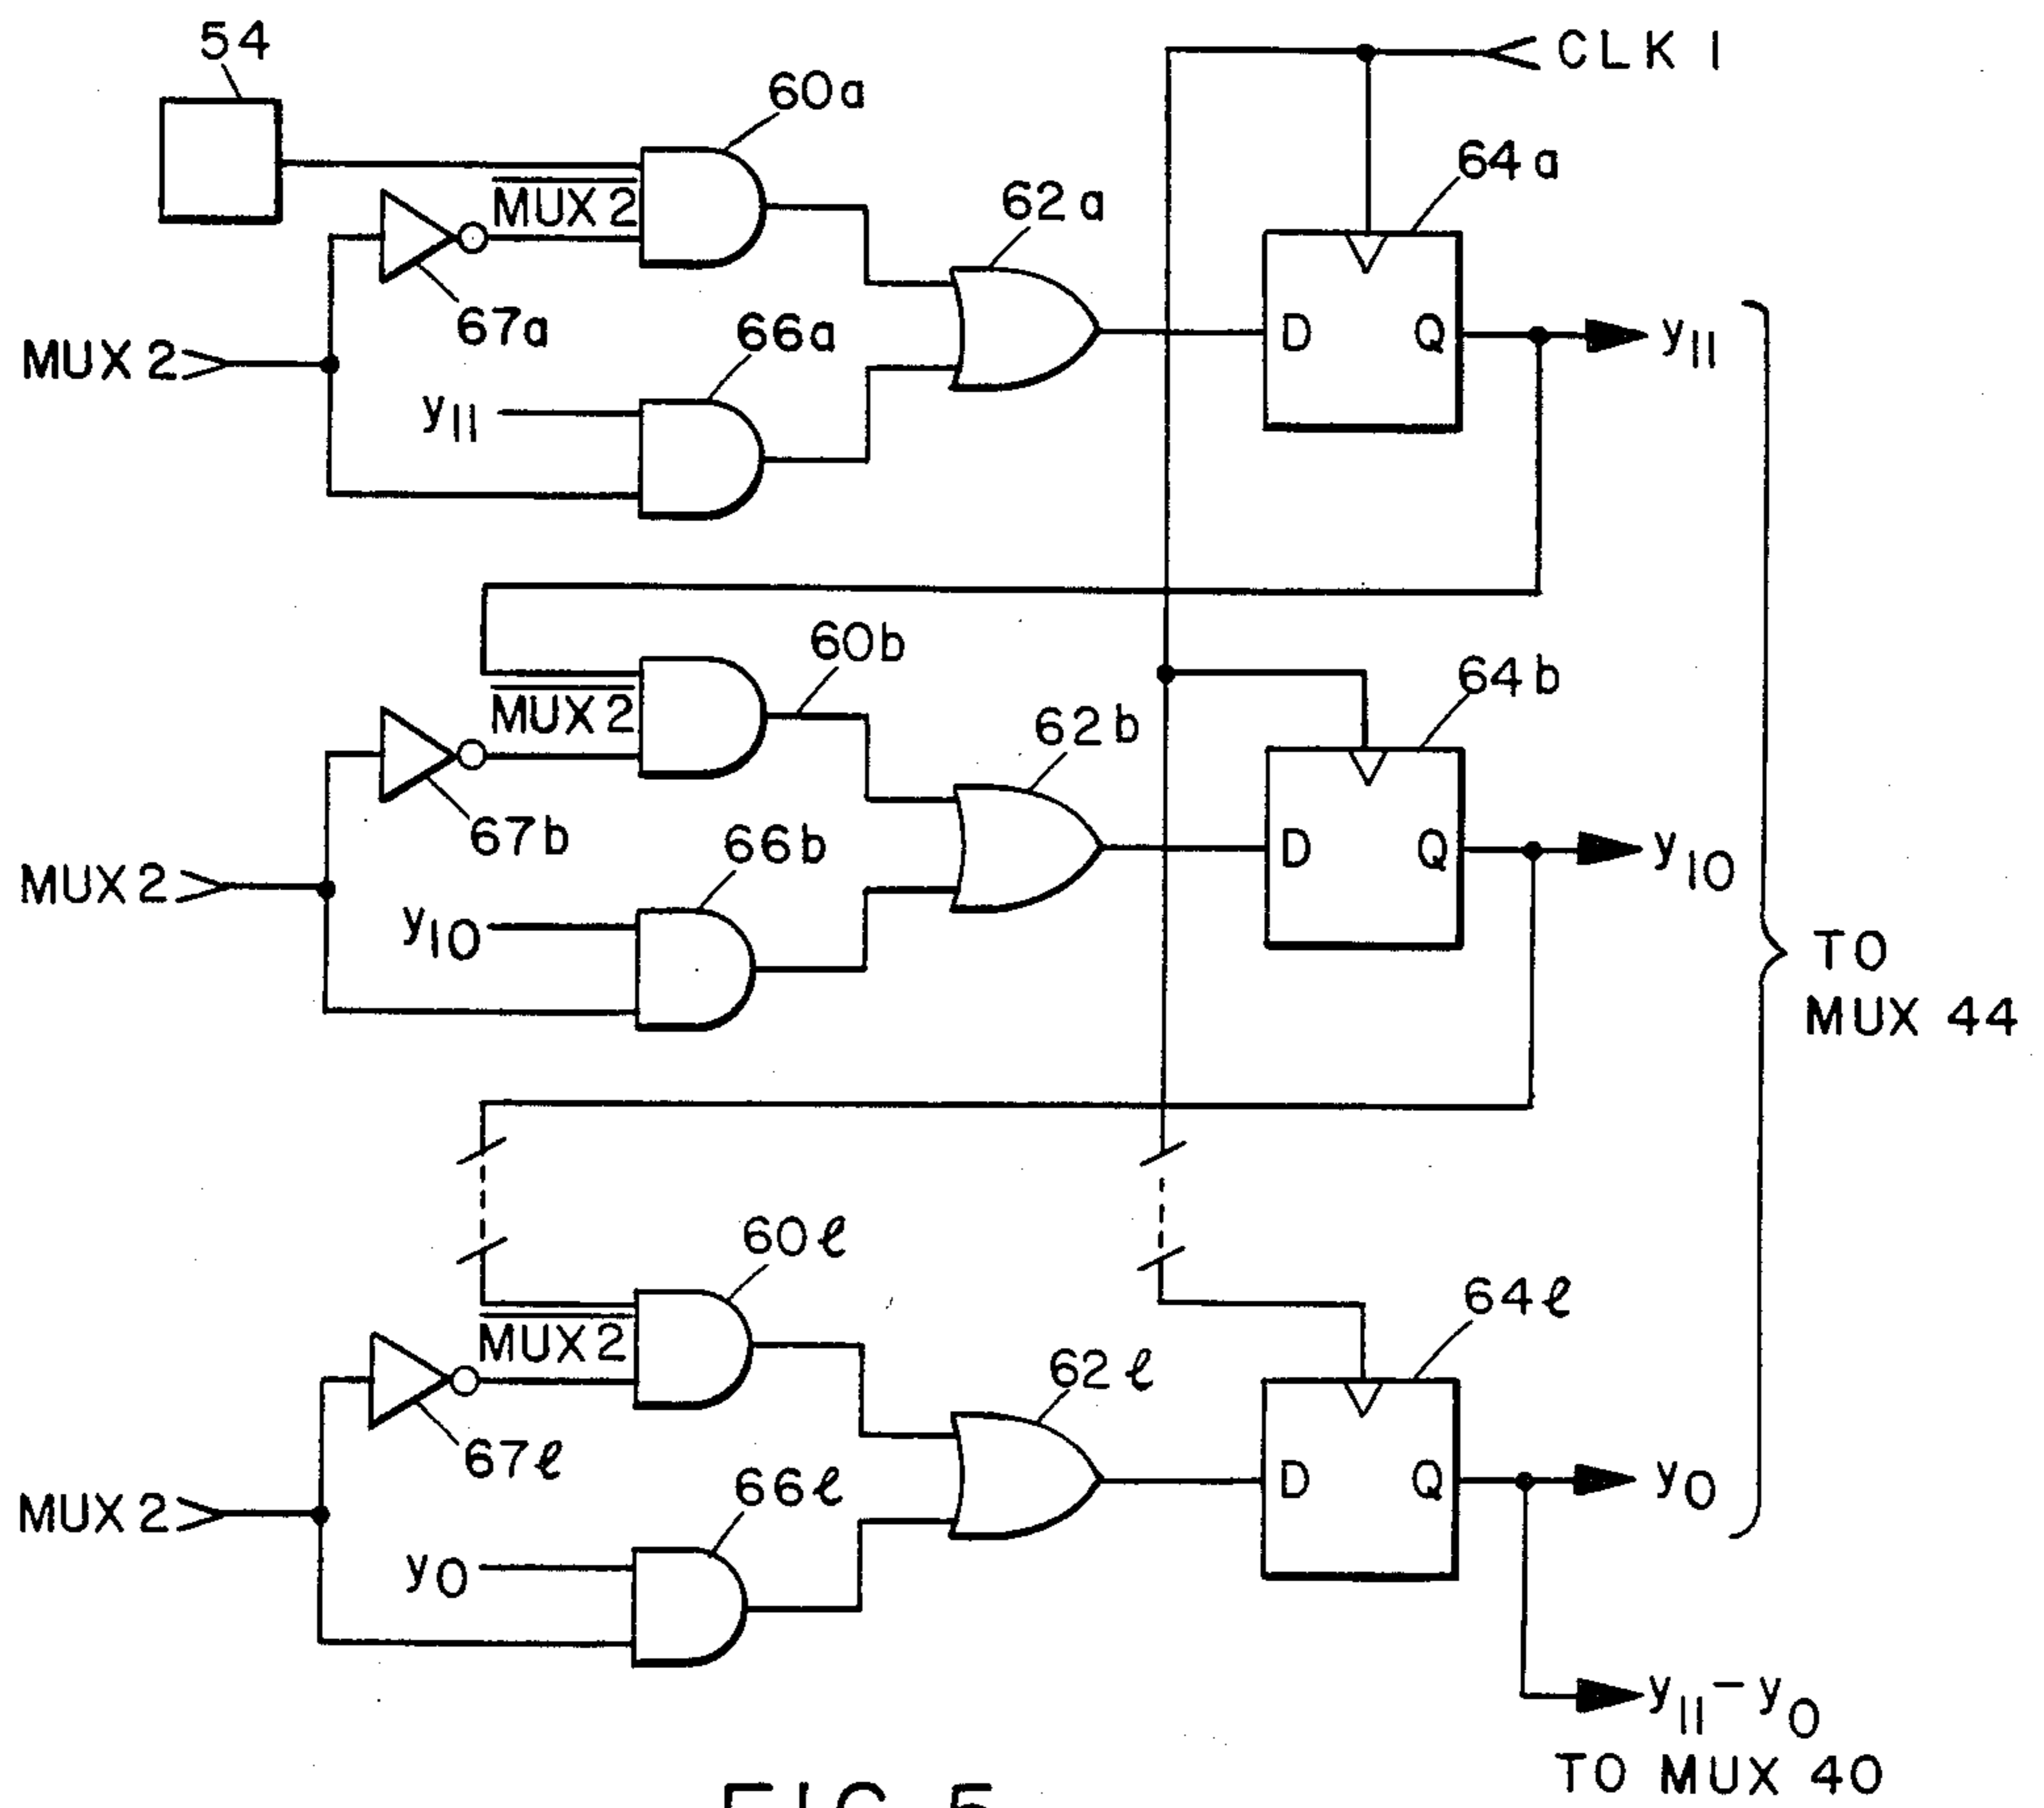 54
CLK 1
60a
64a
MUX 2
62a
67a
66a
MUX 2
D
Q
y11
y11
60b
64b
MUX 2
62b
67b
66b
D
Q
y10
MUX 2
y10
TO
MUX 44
60ℓ
64ℓ
MUX 2
62ℓ
67ℓ
66ℓ
D
Q
y0
MUX 2
y0
y11 - y0
TO MUX 40